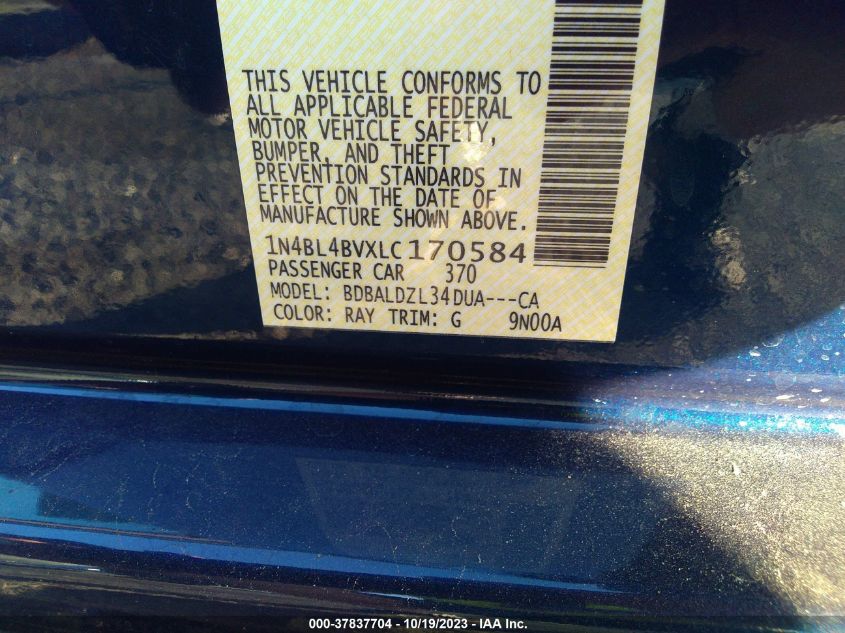 THIS VEHICLE CONFORMS TO
ALL APPLICABLE FEDERAL
MOTOR VEHICLE SAFETY,
BUMPER, AND THEFT
PREVENTION STANDARDS IN
EFFECT ON THE DATE OF
MANUFACTURE SHOWN ABOVE.
1N4BL4BVXLC170584
PASSENGER CAR 370
MODEL: BDBALDZL34DUA---CA
COLOR: RAY TRIM: G 9N00A
000-37837704 / 10/19/2023 - IAA Inc.